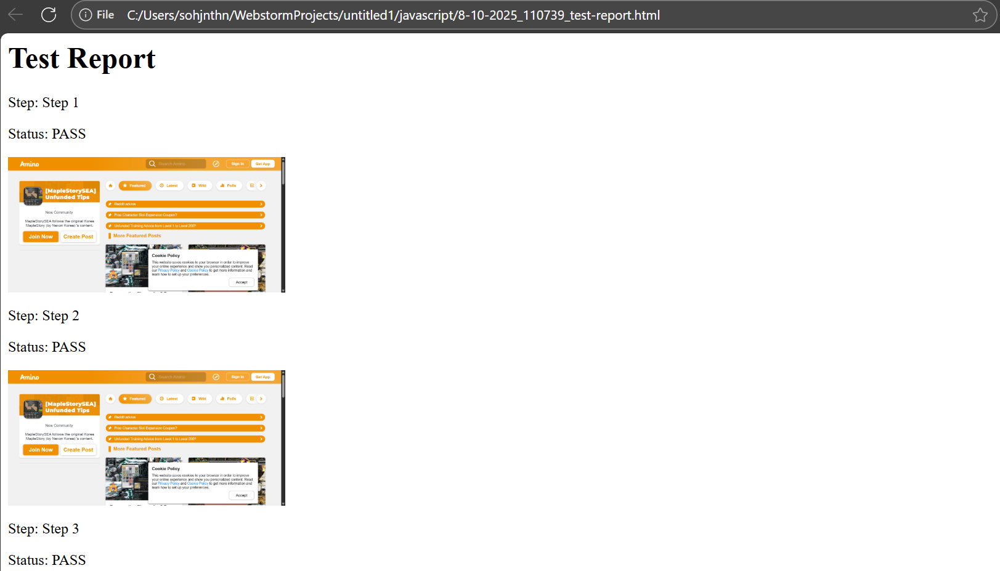 File C:/Users/sohjnthn/WebstormProjects/untitled1/javascript/8-10-2025_110739_test-report.html
Test Report
Step: Step 1
Status: PASS
Amino
Search Amino
Sign In
Get App
[MapleStorySEA]
Unfunded Tips
New Community
MapleStorySEA follows the original Korea
MapleStory (by Nexon Korea) 's content.
Join Now
Create Post
Featured
Latest
Wiki
Polls
Reddit advice
Free Character Slot Expansion Coupon?
Unfunded Training Advice from Level 1 to Level 200?
More Featured Posts
Cookie Policy
This website saves cookies to your browser in order to improve
your online experience and show you personalized content. Read
our Privacy Policy and Cookie Policy to get more information and
learn how to set up your preferences.
Accept
Step: Step 2
Status: PASS
Amino
Search Amino
Sign In
Get App
[MapleStorySEA]
Unfunded Tips
New Community
MapleStorySEA follows the original Korea
MapleStory (by Nexon Korea) 's content.
Join Now
Create Post
Featured
Latest
Wiki
Polls
Reddit advice
Free Character Slot Expansion Coupon?
Unfunded Training Advice from Level 1 to Level 200?
More Featured Posts
Cookie Policy
This website saves cookies to your browser in order to improve
your online experience and show you personalized content. Read
our Privacy Policy and Cookie Policy to get more information and
learn how to set up your preferences.
Accept
Step: Step 3
Status: PASS